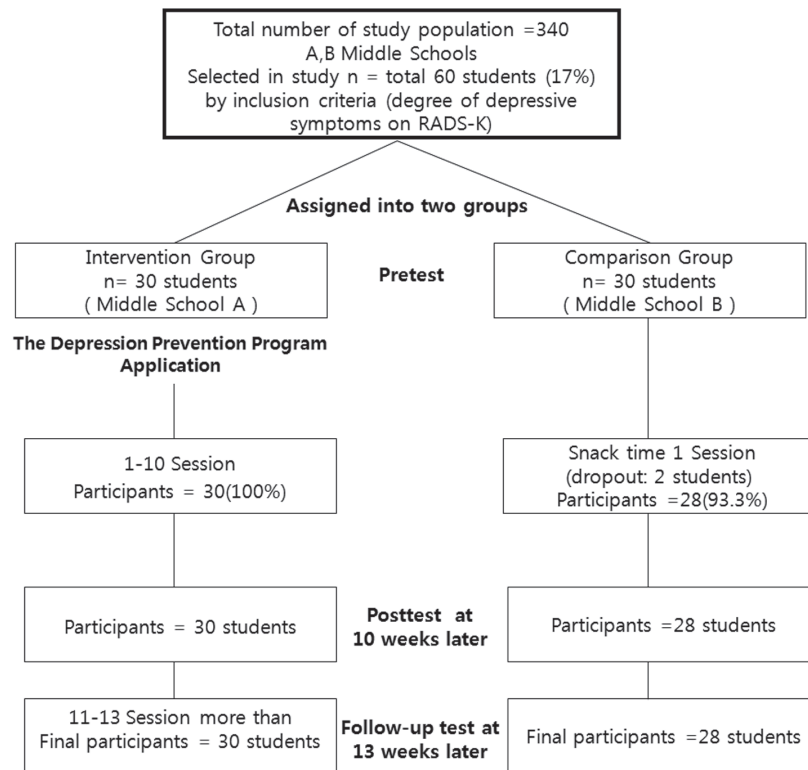 Total number of study population =340
A,B Middle Schools
Selected in study n = total 60 students (17%)
by inclusion criteria (degree of depressive
symptoms on RADS-K)
Assigned into two groups
Intervention Group
n= 30 students
( Middle School A )
Pretest
Comparison Group
n= 30 students
( Middle School B )
The Depression Prevention Program
Application
1-10 Session
Participants = 30(100%)
Snack time 1 Session
(dropout: 2 students)
Participants =28(93.3%)
Participants = 30 students
Posttest at
10 weeks later
Participants =28 students
11-13 Session more than
Final participants = 30 students
Follow-up test at
13 weeks later
Final participants =28 students